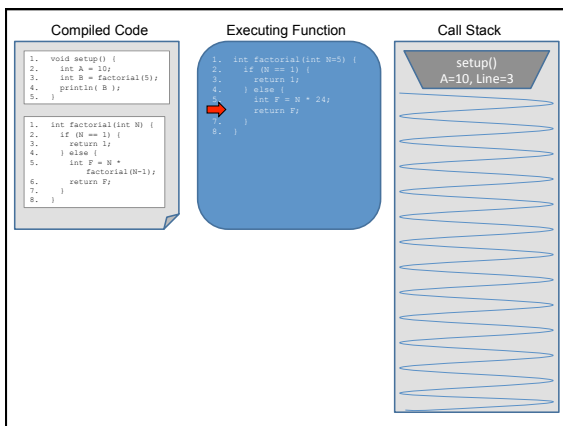 Compiled Code
1. void setup() {
2. int A = 10;
3. int B = factorial(5);
4. println( B );
5. }
1. int factorial(int N) {
2. if (N == 1) {
3. return 1;
4. } else {
5. int F = N *
factorial(N-1);
6. return F;
7. }
8. }
Executing Function
1. int factorial(int N=5) {
2. if (N == 1) {
3. return 1;
4. } else {
5. int F = N * 24;
return F;
7. }
8. }
Call Stack
setup()
A=10, Line=3